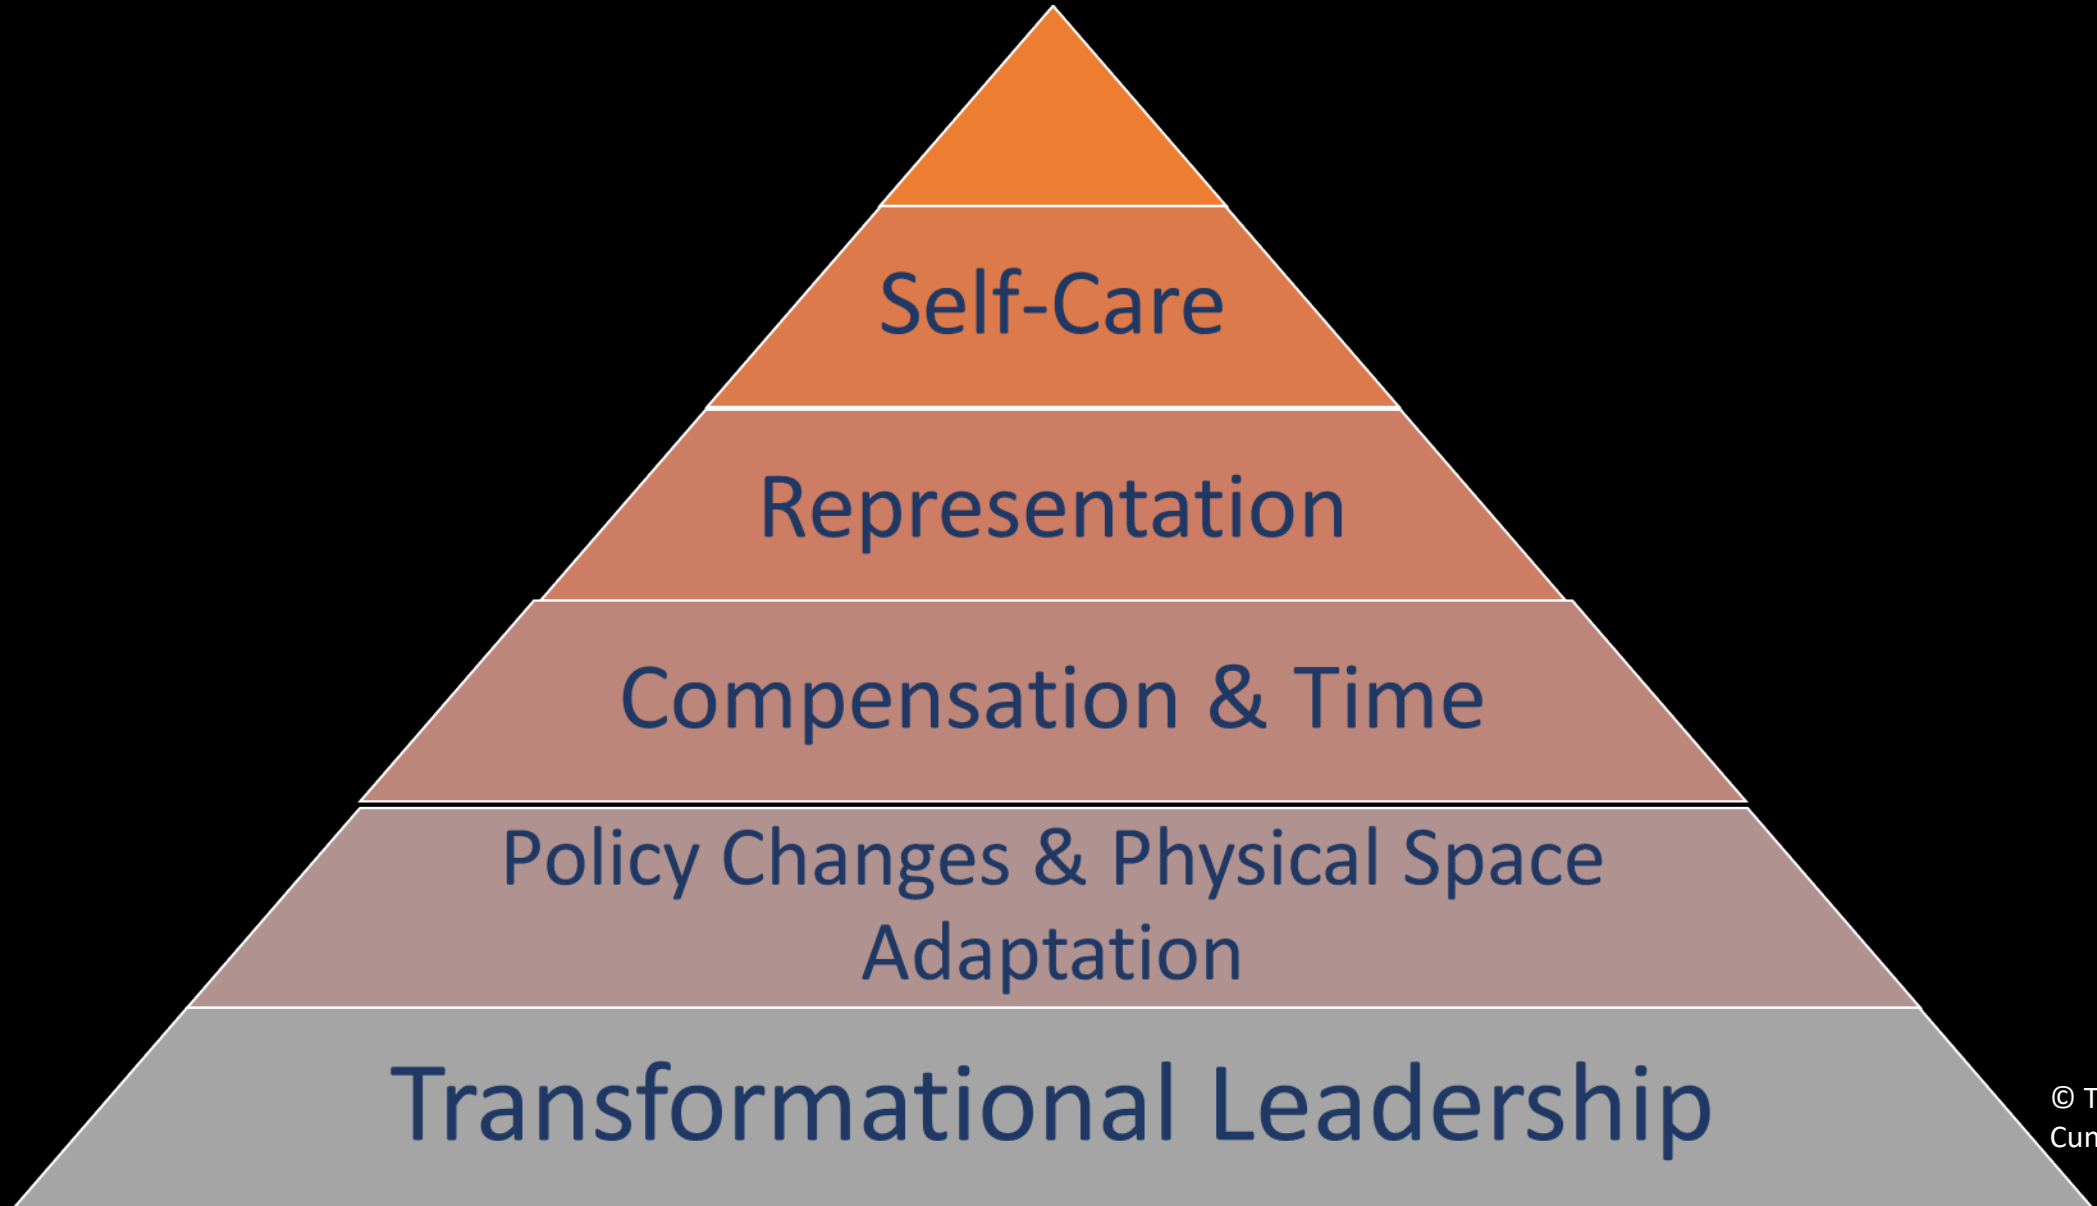 Self-Care
Representation
Compensation & Time
Policy Changes & Physical Space
Adaptation
Transformational Leadership
©